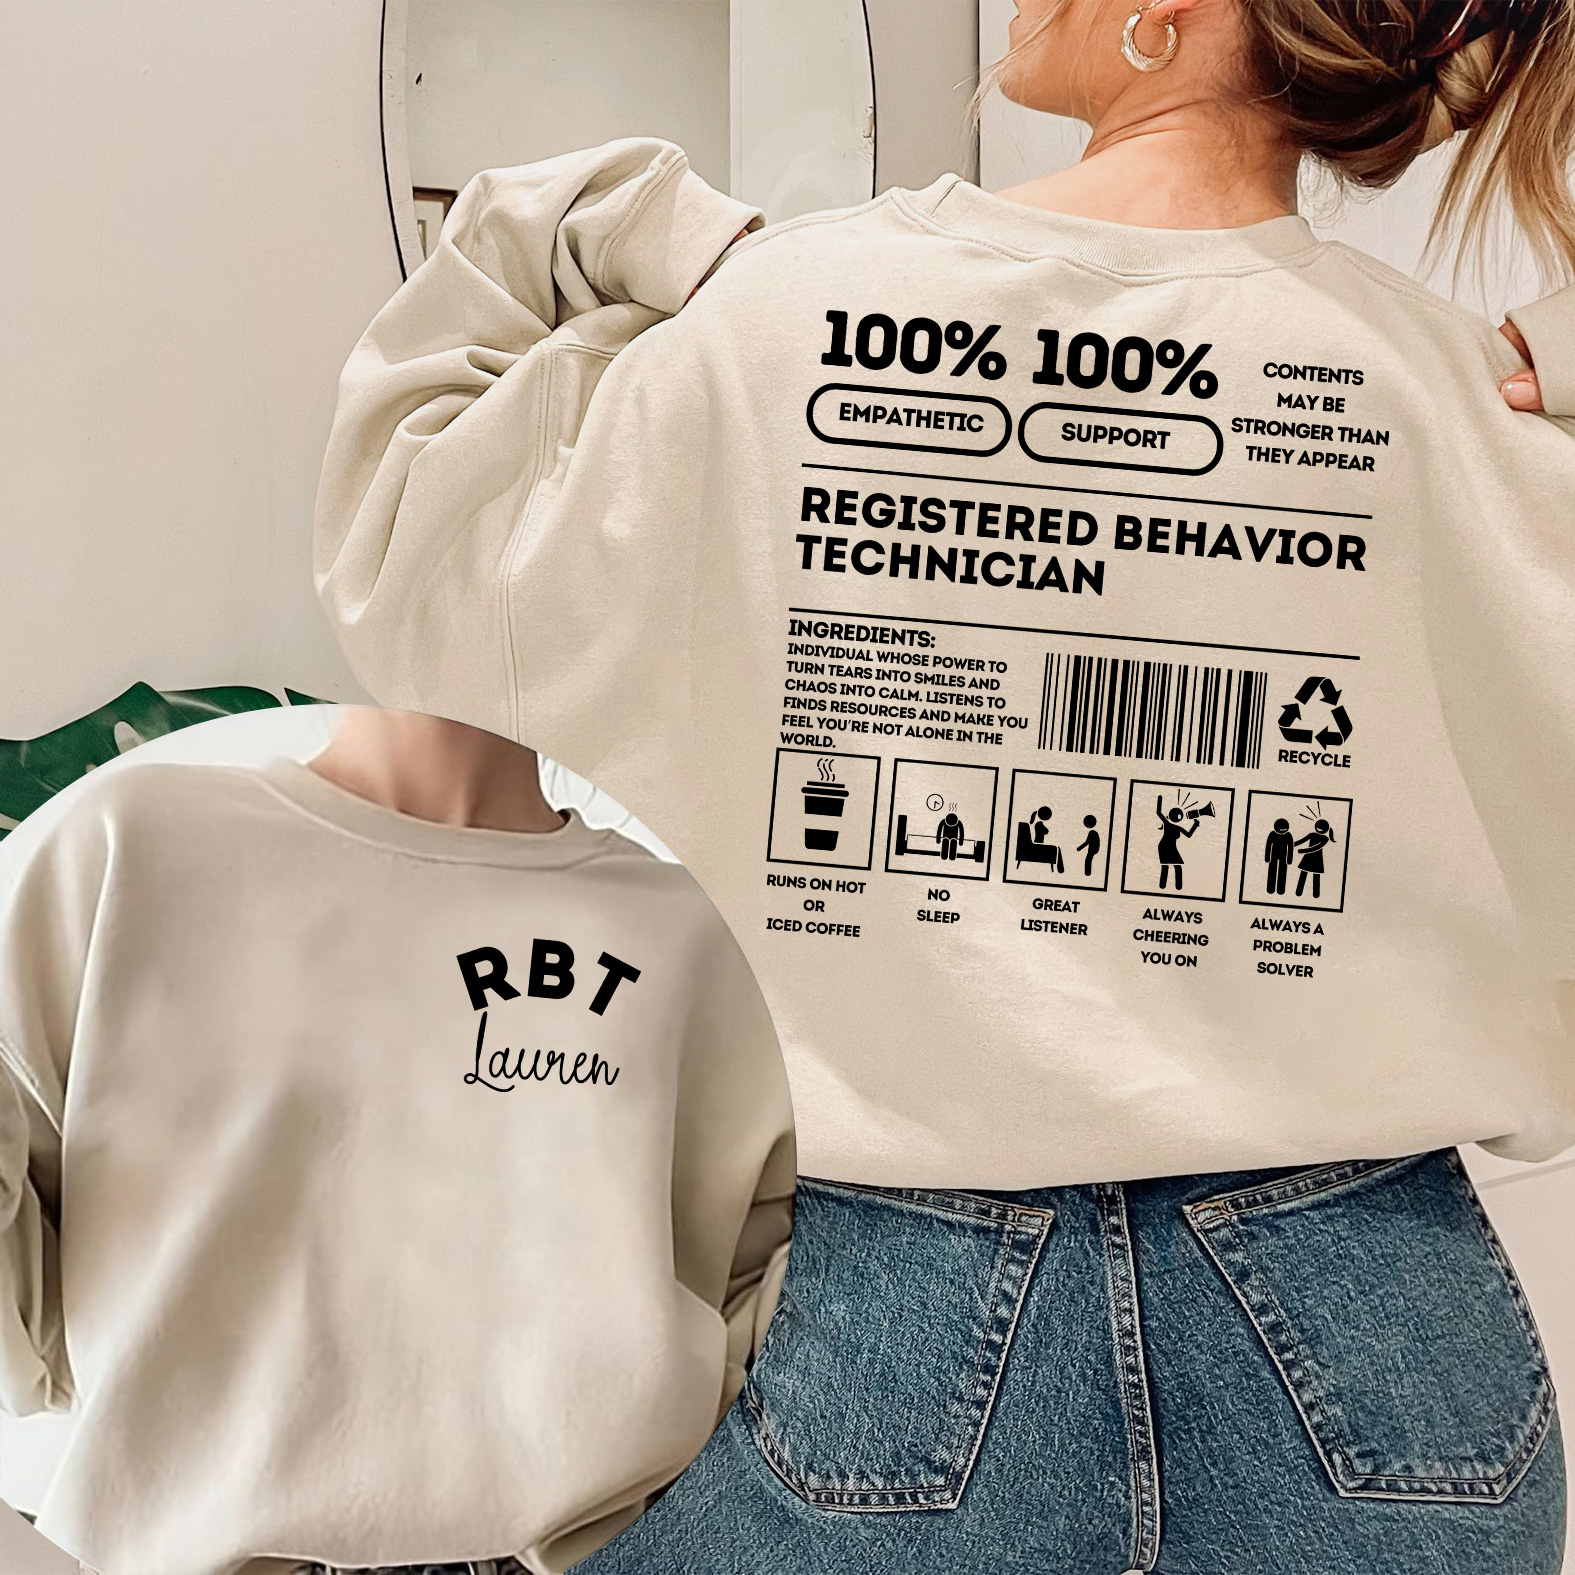 100% 100%
EMPATHETIC SUPPORT
CONTENTS
MAY BE
STRONGER THAN
THEY APPEAR
REGISTERED BEHAVIOR
TECHNICIAN
INGREDIENTS:
INDIVIDUAL WHOSE POWER TO
TURN TEARS INTO SMILES AND
CHAOS INTO CALM. LISTENS TO
FINDS RESOURCES AND MAKE YOU
FEEL YOU'RE NOT ALONE IN THE
WORLD.
RECYCLE
RUNS ON HOT
OR
ICED COFFEE
NO
SLEEP
GREAT
LISTENER
ALWAYS
CHEERING
YOU ON
ALWAYS A
PROBLEM
SOLVER
RBT
Lauren